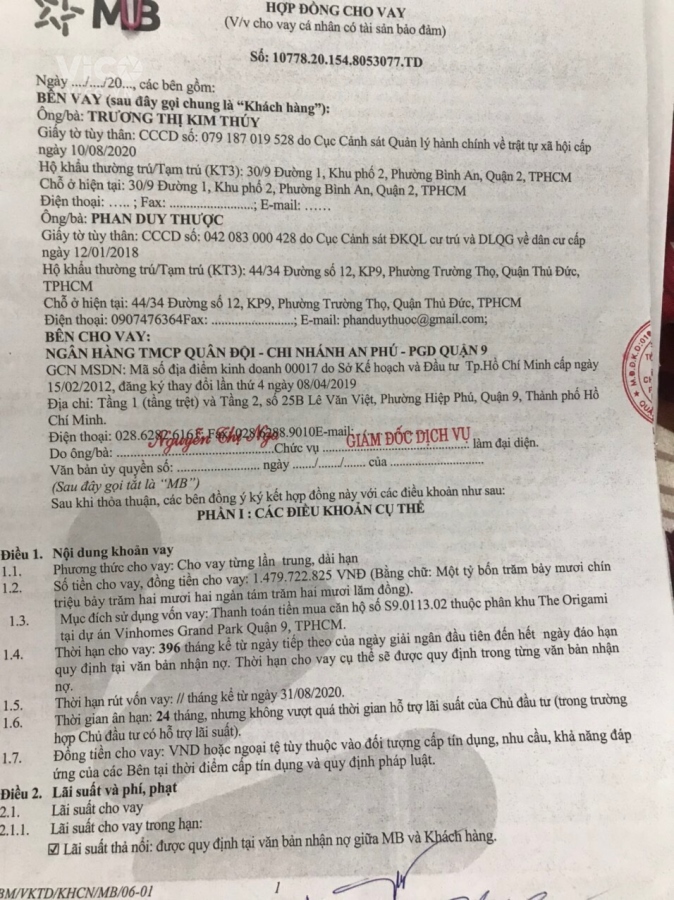 MB
HỢP ĐỒNG CHO VAY
(V/v cho vay cá nhân có tài sản bảo đảm)
Số: 10778.20.154.8053077.TD
Ngày ..../..../20..., các bên gồm:
BÊN VAY (sau đây gọi chung là “Khách hàng”):
Ông/bà: TRƯƠNG THỊ KIM THÚY
Giấy tờ tùy thân: CCCD số: 079 187 019 528 do Cục Cảnh sát Quản lý hành chính về trật tự xã hội cấp
ngày 10/08/2020
Hộ khẩu thường trú/Tạm trú (KT3): 30/9 Đường 1, Khu phố 2, Phường Bình An, Quận 2, TPHCM
Chỗ ở hiện tại: 30/9 Đường 1, Khu phố 2, Phường Bình An, Quận 2, TPHCM
Điện thoại: ..... ; Fax: .........................; E-mail: ......
Ông/bà: PHAN DUY THƯỢC
Giấy tờ tùy thân: CCCD số: 042 083 000 428 do Cục Cảnh sát ĐKQL cư trú và DLQG về dân cư cấp
ngày 12/01/2018
Hộ khẩu thường trú/Tạm trú (KT3): 44/34 Đường số 12, KP9, Phường Trường Thọ, Quận Thủ Đức,
TPHCM
Chỗ ở hiện tại: 44/34 Đường số 12, KP9, Phường Trường Thọ, Quận Thủ Đức, TPHCM
Điện thoại: 0907476364Fax: .........................; E-mail: phanduythuoc@gmail.com;
BÊN CHO VAY:
NGÂN HÀNG TMCP QUÂN ĐỘI - CHI NHÁNH AN PHÚ - PGD QUẬN 9
GCN MSDN: Mã số địa điểm kinh doanh 00017 do Sở Kế hoạch và Đầu tư Tp.Hồ Chí Minh cấp ngày
15/02/2012, đăng ký thay đổi lần thứ 4 ngày 08/04/2019
Địa chỉ: Tầng 1 (tầng trệt) và Tầng 2, số 25B Lê Văn Việt, Phường Hiệp Phú, Quận 9, Thành phố Hồ
Chí Minh.
Điện thoại: 028.9010E-mail:
Do ông/bà: Nguyễn Thị Nga Chức vụ GIÁM ĐỐC DỊCH VỤ làm đại diện.
Văn bản ủy quyền số: ......................... ngày ....../....../...... của ............................
(Sau đây gọi tắt là “MB”)
Sau khi thỏa thuận, các bên đồng ý ký kết hợp đồng này với các điều khoản như sau:
PHẦN I : CÁC ĐIỀU KHOẢN CỤ THỂ
Điều 1. Nội dung khoản vay
1.1. Phương thức cho vay: Cho vay từng lần trung, dài hạn
1.2. Số tiền cho vay, đồng tiền cho vay: 1.479.722.825 VNĐ (Bằng chữ: Một tỷ bốn trăm bảy mươi chín
triệu bảy trăm hai mươi hai ngàn tám trăm hai mươi lăm đồng).
1.3. Mục đích sử dụng vốn vay: Thanh toán tiền mua căn hộ số S9.0113.02 thuộc phân khu The Origami
tại dự án Vinhomes Grand Park Quận 9, TPHCM.
1.4. Thời hạn cho vay: 396 tháng kể từ ngày tiếp theo của ngày giải ngân đầu tiên đến hết ngày đáo hạn
quy định tại văn bản nhận nợ. Thời hạn cho vay cụ thể sẽ được quy định trong từng văn bản nhận
nợ.
1.5. Thời hạn rút vốn vay: // tháng kể từ ngày 31/08/2020.
1.6. Thời gian ân hạn: 24 tháng, nhưng không vượt quá thời gian hỗ trợ lãi suất của Chủ đầu tư (trong trường
hợp Chủ đầu tư có hỗ trợ lãi suất).
1.7. Đồng tiền cho vay: VND hoặc ngoại tệ tùy thuộc vào đối tượng cấp tín dụng, nhu cầu, khả năng đáp
ứng của các Bên tại thời điểm cấp tín dụng và quy định pháp luật.
Điều 2. Lãi suất và phí, phạt
2.1. Lãi suất cho vay
2.1.1. Lãi suất cho vay trong hạn:
☑ Lãi suất thả nổi: được quy định tại văn bản nhận nợ giữa MB và Khách hàng.
BM/VKTD/KHCN/MB/06-01
1